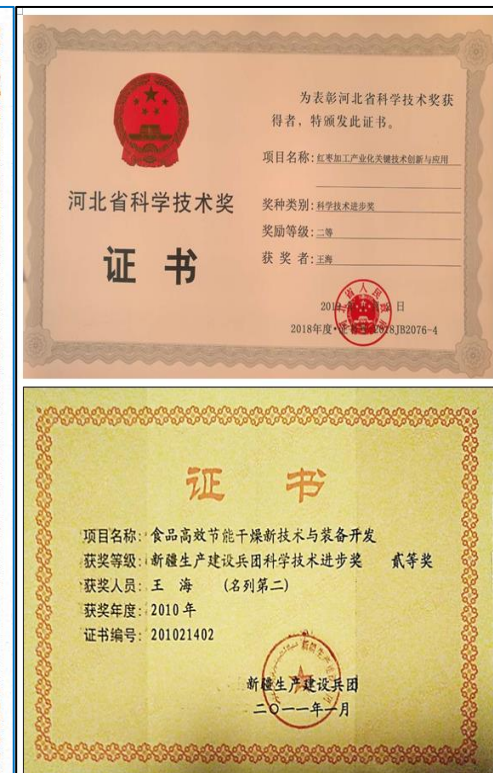 为表彰河北省科学技术奖获
得者，特颁发此证书。
项目名称：红枣加工产业化关键技术创新与应用
河北省科学技术奖
证 书
奖种类别：科学技术进步奖
奖励等级：二等
获 奖 者：王海
日
2018JB2076-4
2018年度
证 书
项目名称：食品高效节能干燥新技术与装备开发
获奖等级：新疆生产建设兵团科学技术进步奖 贰等奖
获奖人员：王 海 （名列第二）
获奖年度：2010 年
证书编号：201021402
新疆生产建设兵团
二〇一一年一月